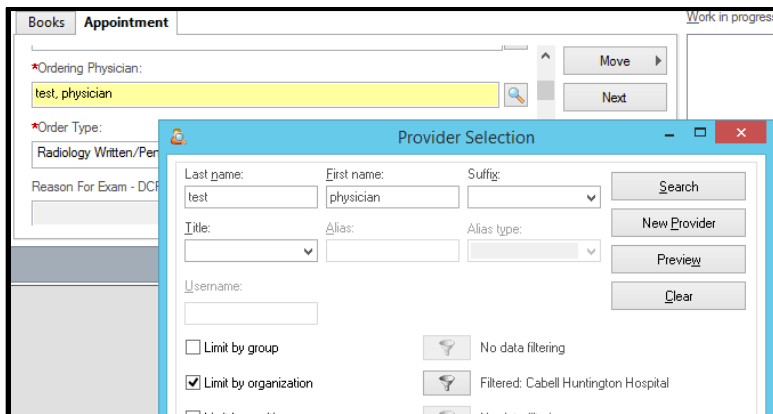 Books
Appointment
Work in progress
*Ordering Physician:
test, physician
Move
Next
*Order Type:
Radiology Written/Pen
Reason For Exam - DCP
Provider Selection
Last name:
First name:
Suffix:
test
physician
Search
New Provider
Title:
Alias:
Alias type:
Preview
Clear
Username:
Limit by group
No data filtering
Limit by organization
Filtered: Cabell Huntington Hospital